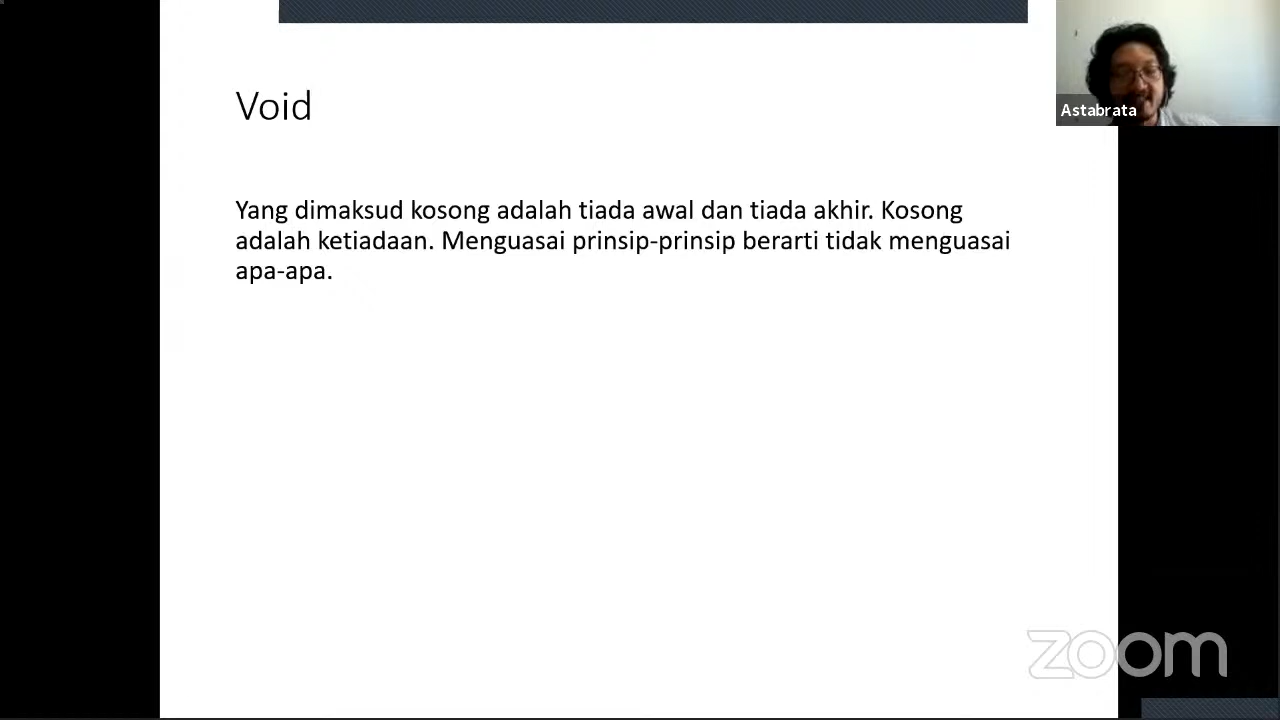 Void
Yang dimaksud kosong adalah tiada awal dan tiada akhir. Kosong
adalah ketiadaan. Menguasai prinsip-prinsip berarti tidak menguasai
apa-apa.
Astabrata
zoom